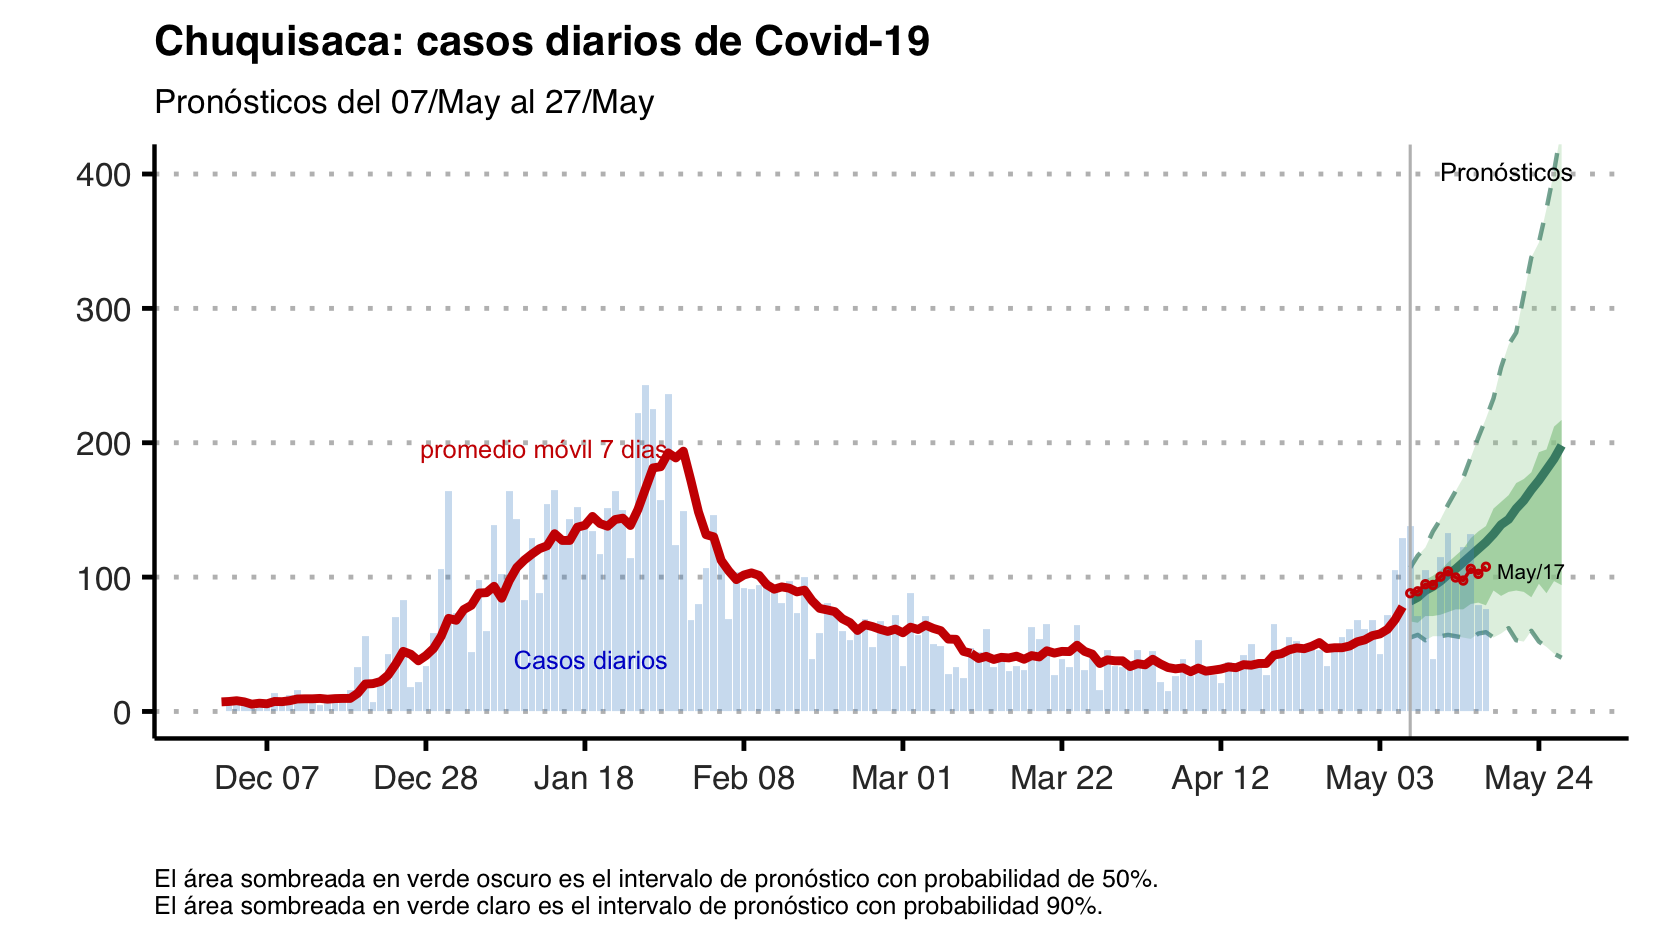 Chuquisaca: casos diarios de Covid-19
Pronósticos del 07/May al 27/May
400
300
200
100
0
Pronósticos
promedio móvil 7 dias
May/17
Casos diarios
Dec 07
Dec 28
Jan 18
Feb 08
Mar 01
Mar 22
Apr 12
May 03
May 24
El área sombreada en verde oscuro es el intervalo de pronóstico con probabilidad de 50%.
El área sombreada en verde claro es el intervalo de pronóstico con probabilidad 90%.